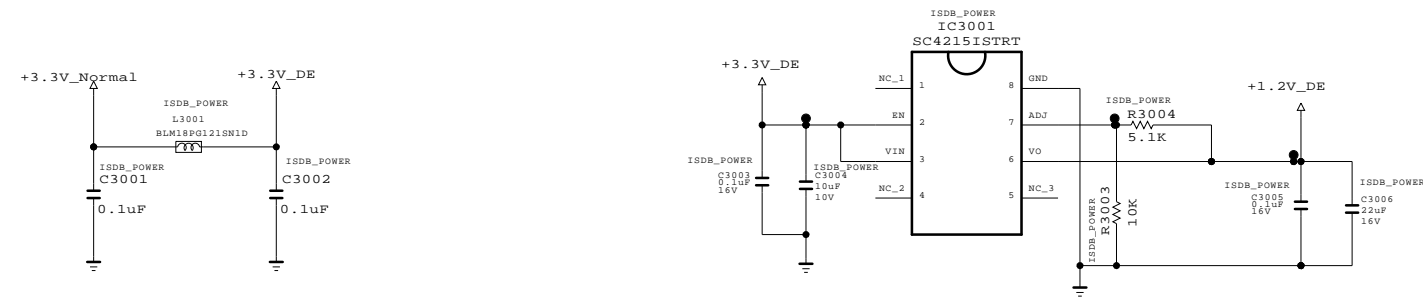 +3.3V_Normal
+3.3V_DE
ISDB_POWER
L3001
BLM18PG121SN1D
ISDB_POWER
C3001
0.1uF
ISDB_POWER
C3002
0.1uF
ISDB_POWER
IC3001
SC4215ISTRT
+3.3V_DE
NC_1
1
EN
2
VIN
3
NC_2
4
8
GND
7
ADJ
6
VO
5
NC_3
ISDB_POWER
C3003
0.1uF
16V
ISDB_POWER
C3004
10uF
10V
ISDB_POWER
R3004
5.1K
ISDB_POWER
R3003
10K
+1.2V_DE
ISDB_POWER
C3005
0.1uF
16V
ISDB_POWER
C3006
22uF
16V